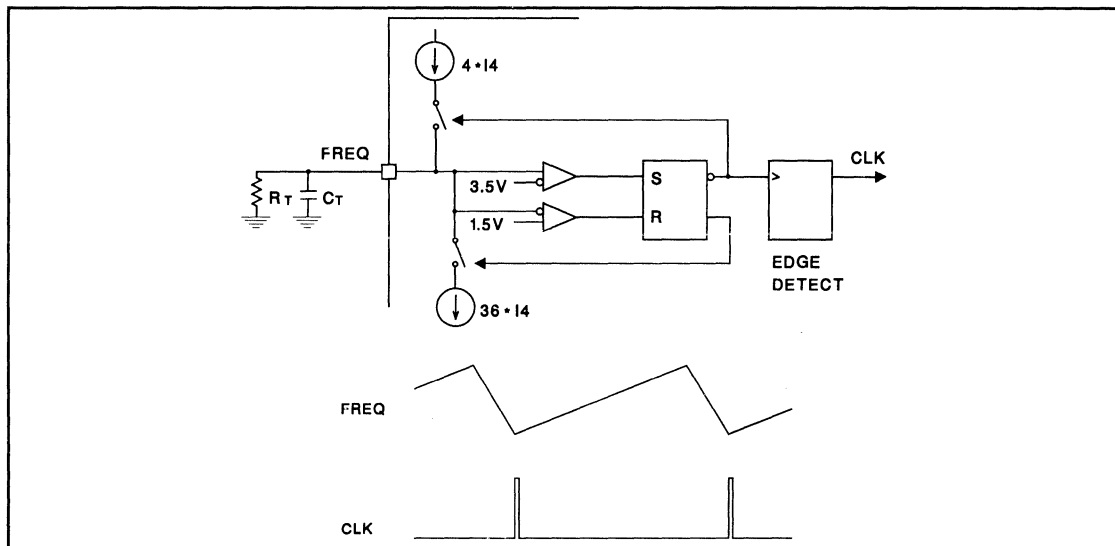 4*I4
FREQ
CLK
RT
CT
3.5V
S
1.5V
R
>
EDGE
DETECT
36*I4
FREQ
CLK